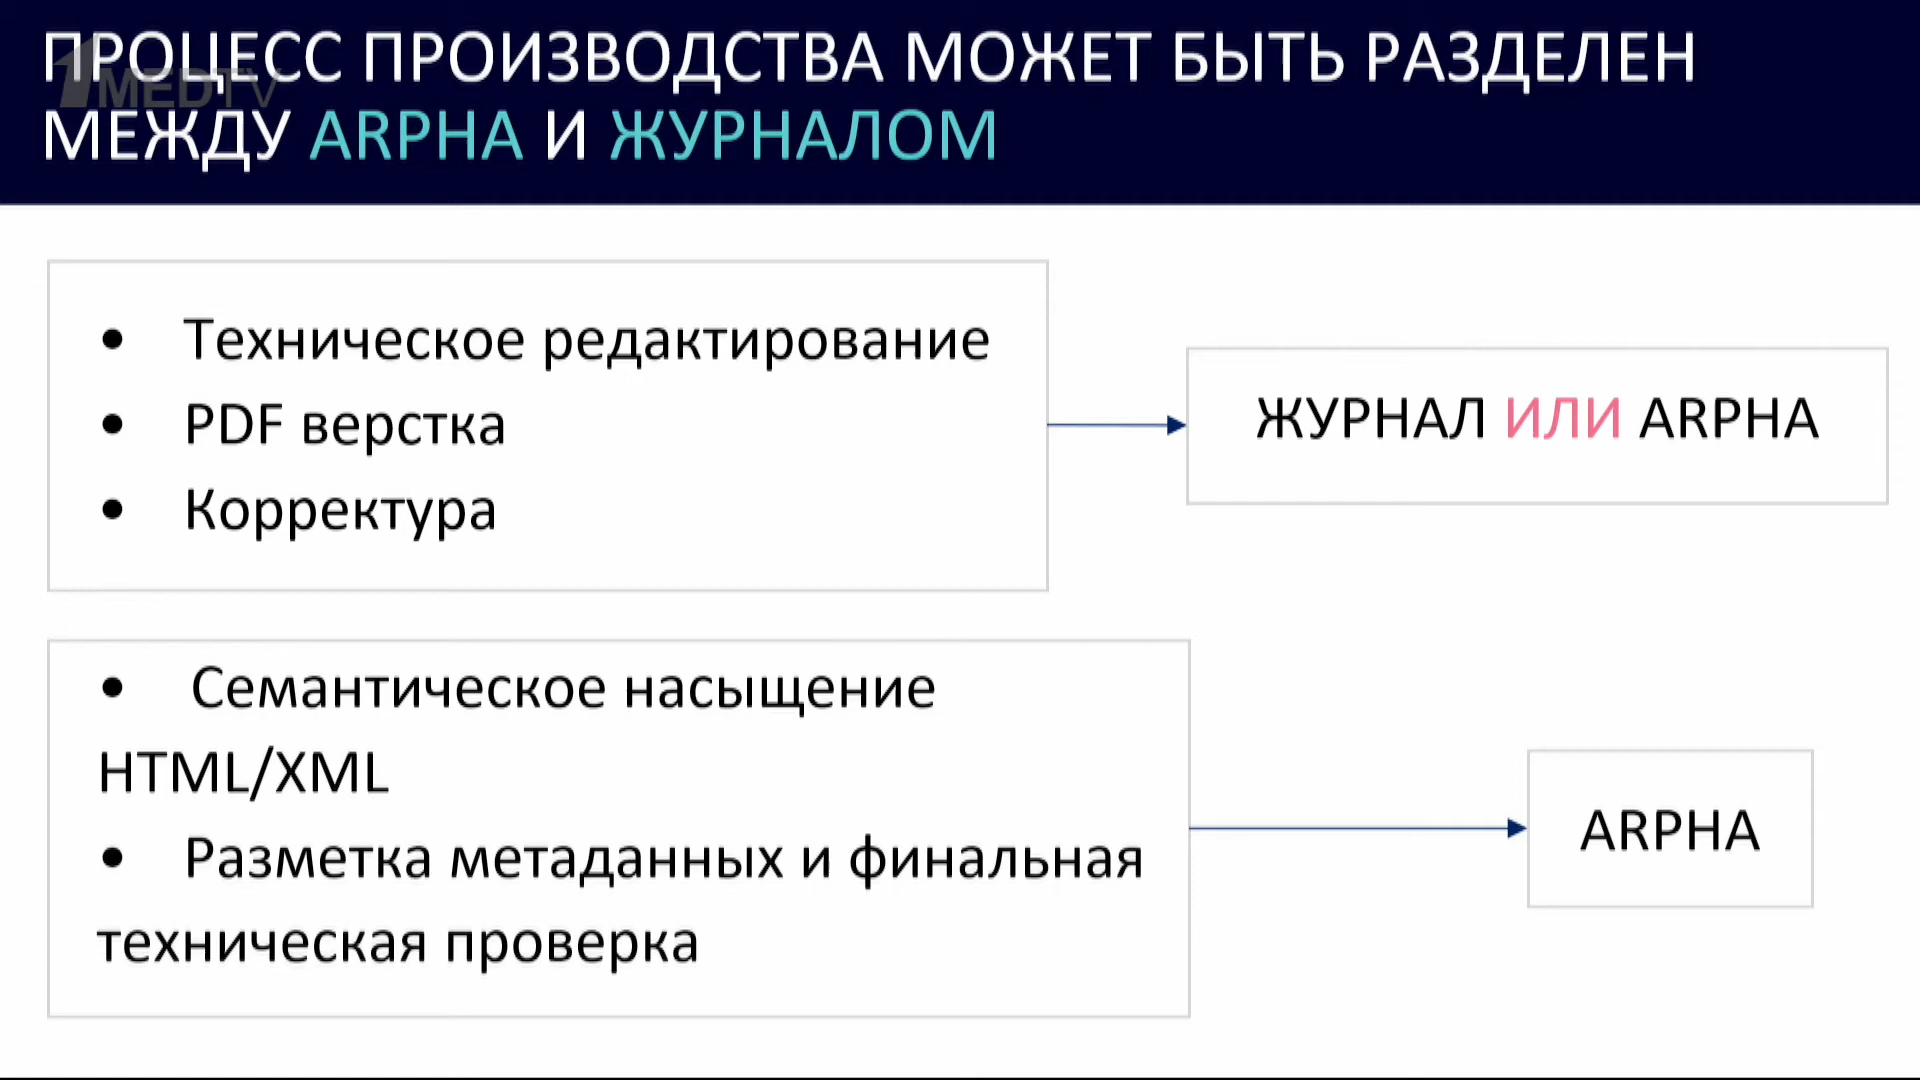 ПРОЦЕСС ПРОИЗВОДСТВА МОЖЕТ БЫТЬ РАЗДЕЛЕН
МЕЖДУ ARPHA И ЖУРНАЛОМ
1MEDTV
• Техническое редактирование
• PDF верстка
• Корректура
ЖУРНАЛ ИЛИ ARPHA
• Семантическое насыщение
HTML/XML
• Разметка метаданных и финальная
техническая проверка
ARPHA